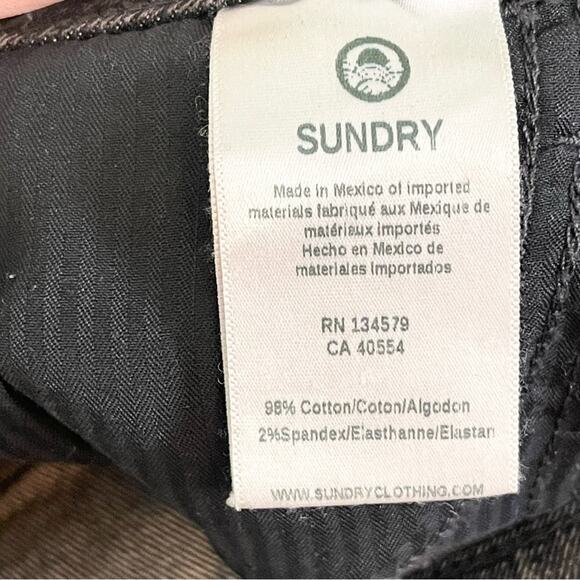 SUNDRY
Made in Mexico of imported
materials fabriqué aux Mexique de
matériaux importés
Hecho en Mexico de
materiales importados
RN 134579
CA 40554
98% Cotton/Coton/Algodon
2%Spandex/Elasthanne/Elastan
WWW.SUNDRYCLOTHING.COM